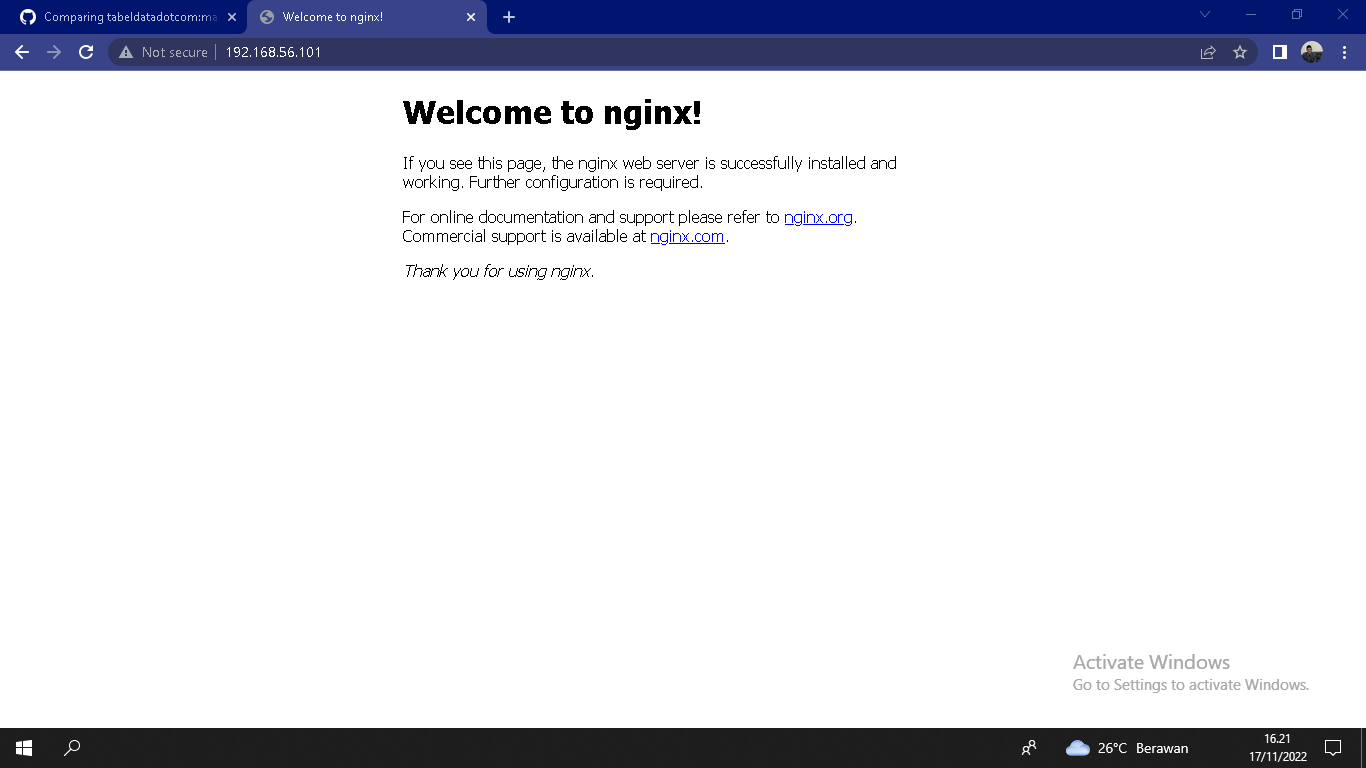 Comparing tabeldatadotcom:ma
Welcome to nginx!
Not secure
192.168.56.101
Welcome to nginx!
If you see this page, the nginx web server is successfully installed and
working. Further configuration is required.
For online documentation and support please refer to nginx.org.
Commercial support is available at nginx.com.
Thank you for using nginx.
Activate Windows
Go to Settings to activate Windows.
26°C Berawan
16.21
17/11/2022